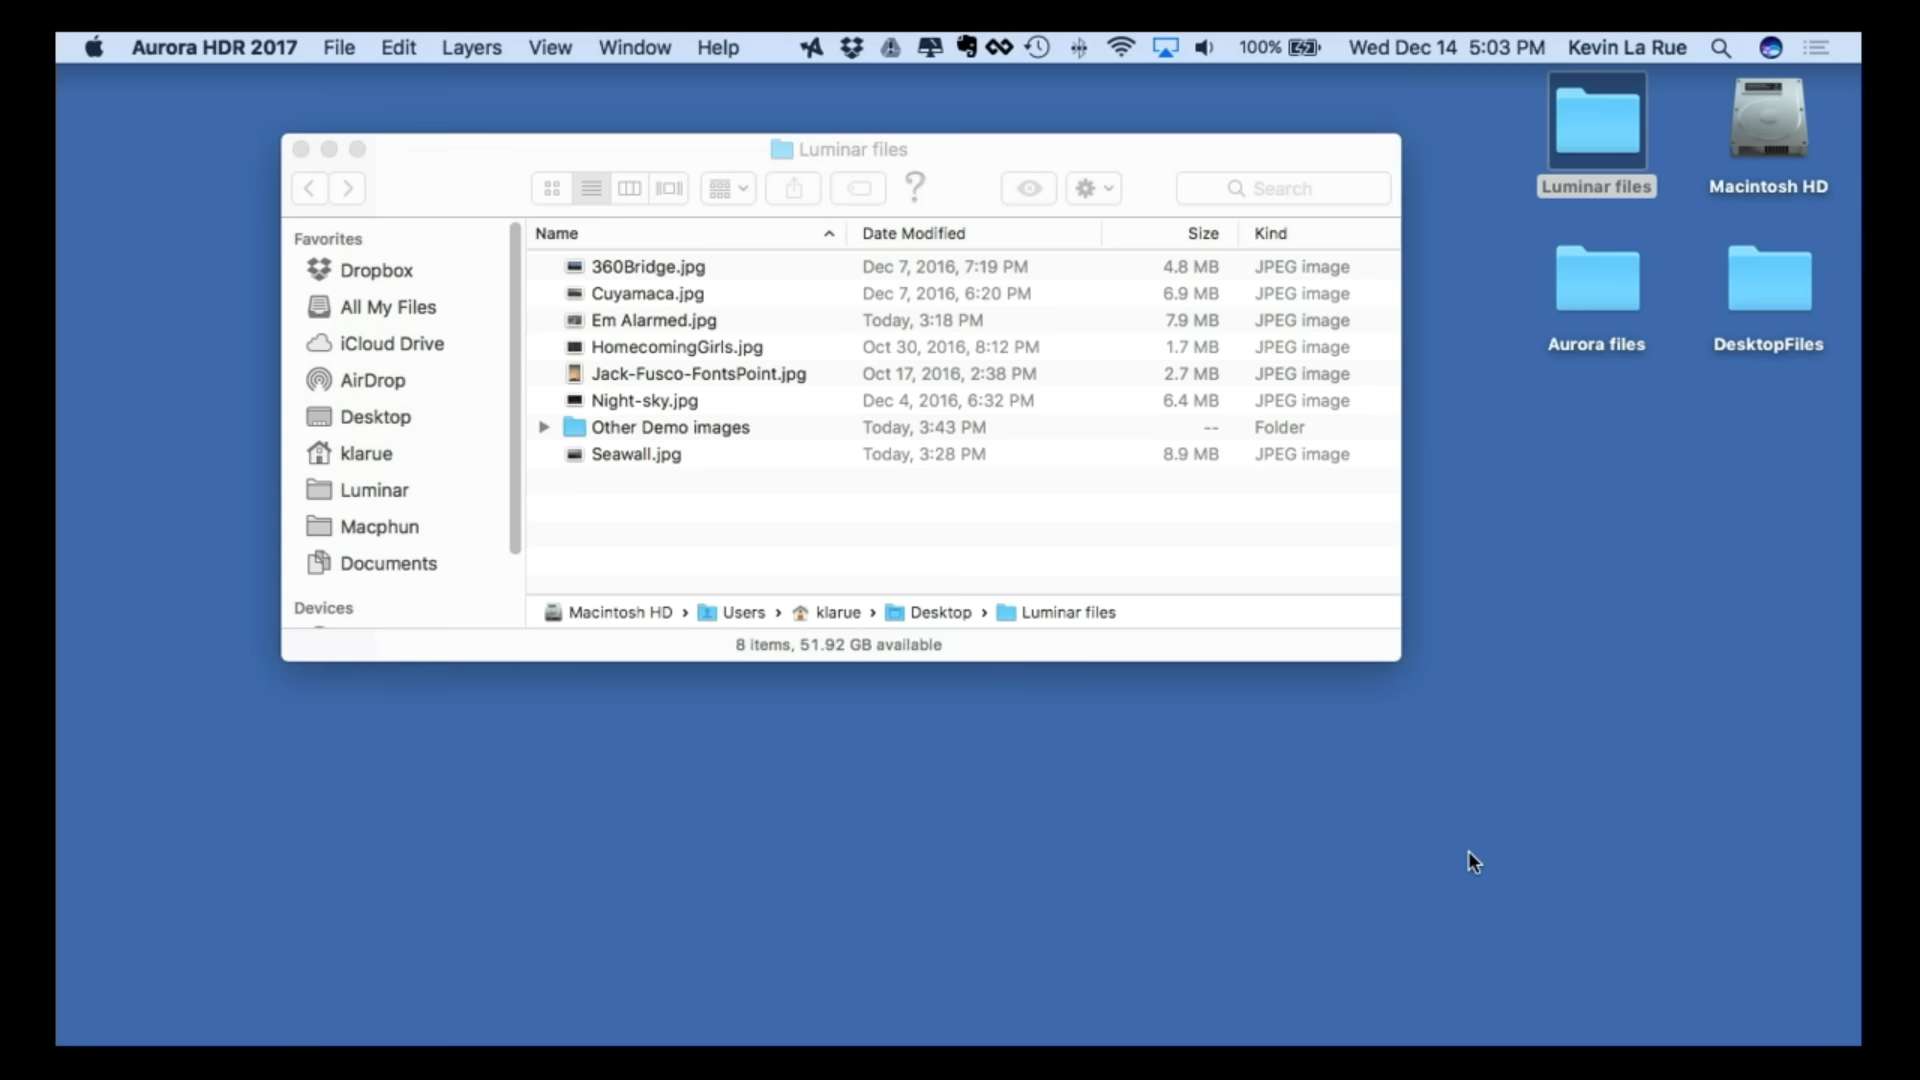 Aurora HDR 2017 File Edit Layers View Window Help 100% Wed Dec 14 5:03 PM Kevin La Rue
Luminar files
Search
Name Date Modified Size Kind
360Bridge.jpg Dec 7, 2016, 7:19 PM 4.8 MB JPEG image
Cuyamaca.jpg Dec 7, 2016, 6:20 PM 6.9 MB JPEG image
Em Alarmed.jpg Today, 3:18 PM 7.9 MB JPEG image
HomecomingGirls.jpg Oct 30, 2016, 8:12 PM 1.7 MB JPEG image
Jack-Fusco-FontsPoint.jpg Oct 17, 2016, 2:38 PM 2.7 MB JPEG image
Night-sky.jpg Dec 4, 2016, 6:32 PM 6.4 MB JPEG image
Other Demo images Today, 3:43 PM -- Folder
Seawall.jpg Today, 3:28 PM 8.9 MB JPEG image
Favorites
Dropbox
All My Files
iCloud Drive
AirDrop
Desktop
klarue
Luminar
Macphun
Documents
Devices
Macintosh HD › Users › klarue › Desktop › Luminar files
8 items, 51.92 GB available
Luminar files
Macintosh HD
Aurora files
DesktopFiles